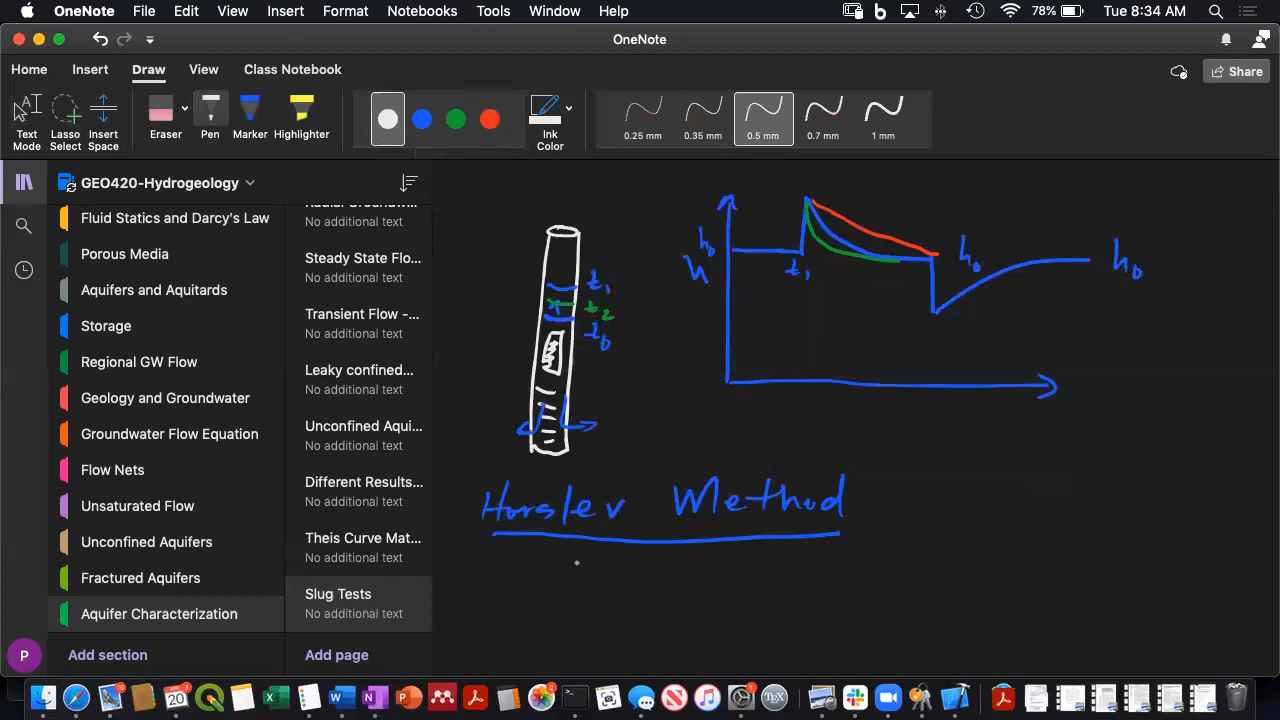 OneNote File Edit View Insert Format Notebooks Tools Window Help 78% Tue 8:34 AM
OneNote
Home Insert Draw View Class Notebook Share
Text Mode Lasso Select Insert Space Eraser Pen Marker Highlighter Ink Color 0.25 mm 0.35 mm 0.5 mm 0.7 mm 1 mm
GEO420-Hydrogeology
Fluid Statics and Darcy's Law
Porous Media
Aquifers and Aquitards
Storage
Regional GW Flow
Geology and Groundwater
Groundwater Flow Equation
Flow Nets
Unsaturated Flow
Unconfined Aquifers
Fractured Aquifers
Aquifer Characterization
P
Add section
No additional text
Steady State Flo...
No additional text
Transient Flow -...
No additional text
Leaky confined...
No additional text
Unconfined Aqui...
No additional text
Different Results...
No additional text
Theis Curve Mat...
No additional text
Slug Tests
No additional text
Add page
t₁
t₂
t₀
h₀
h
t₁
h₀
h₀
Horslev Method
20
TEX